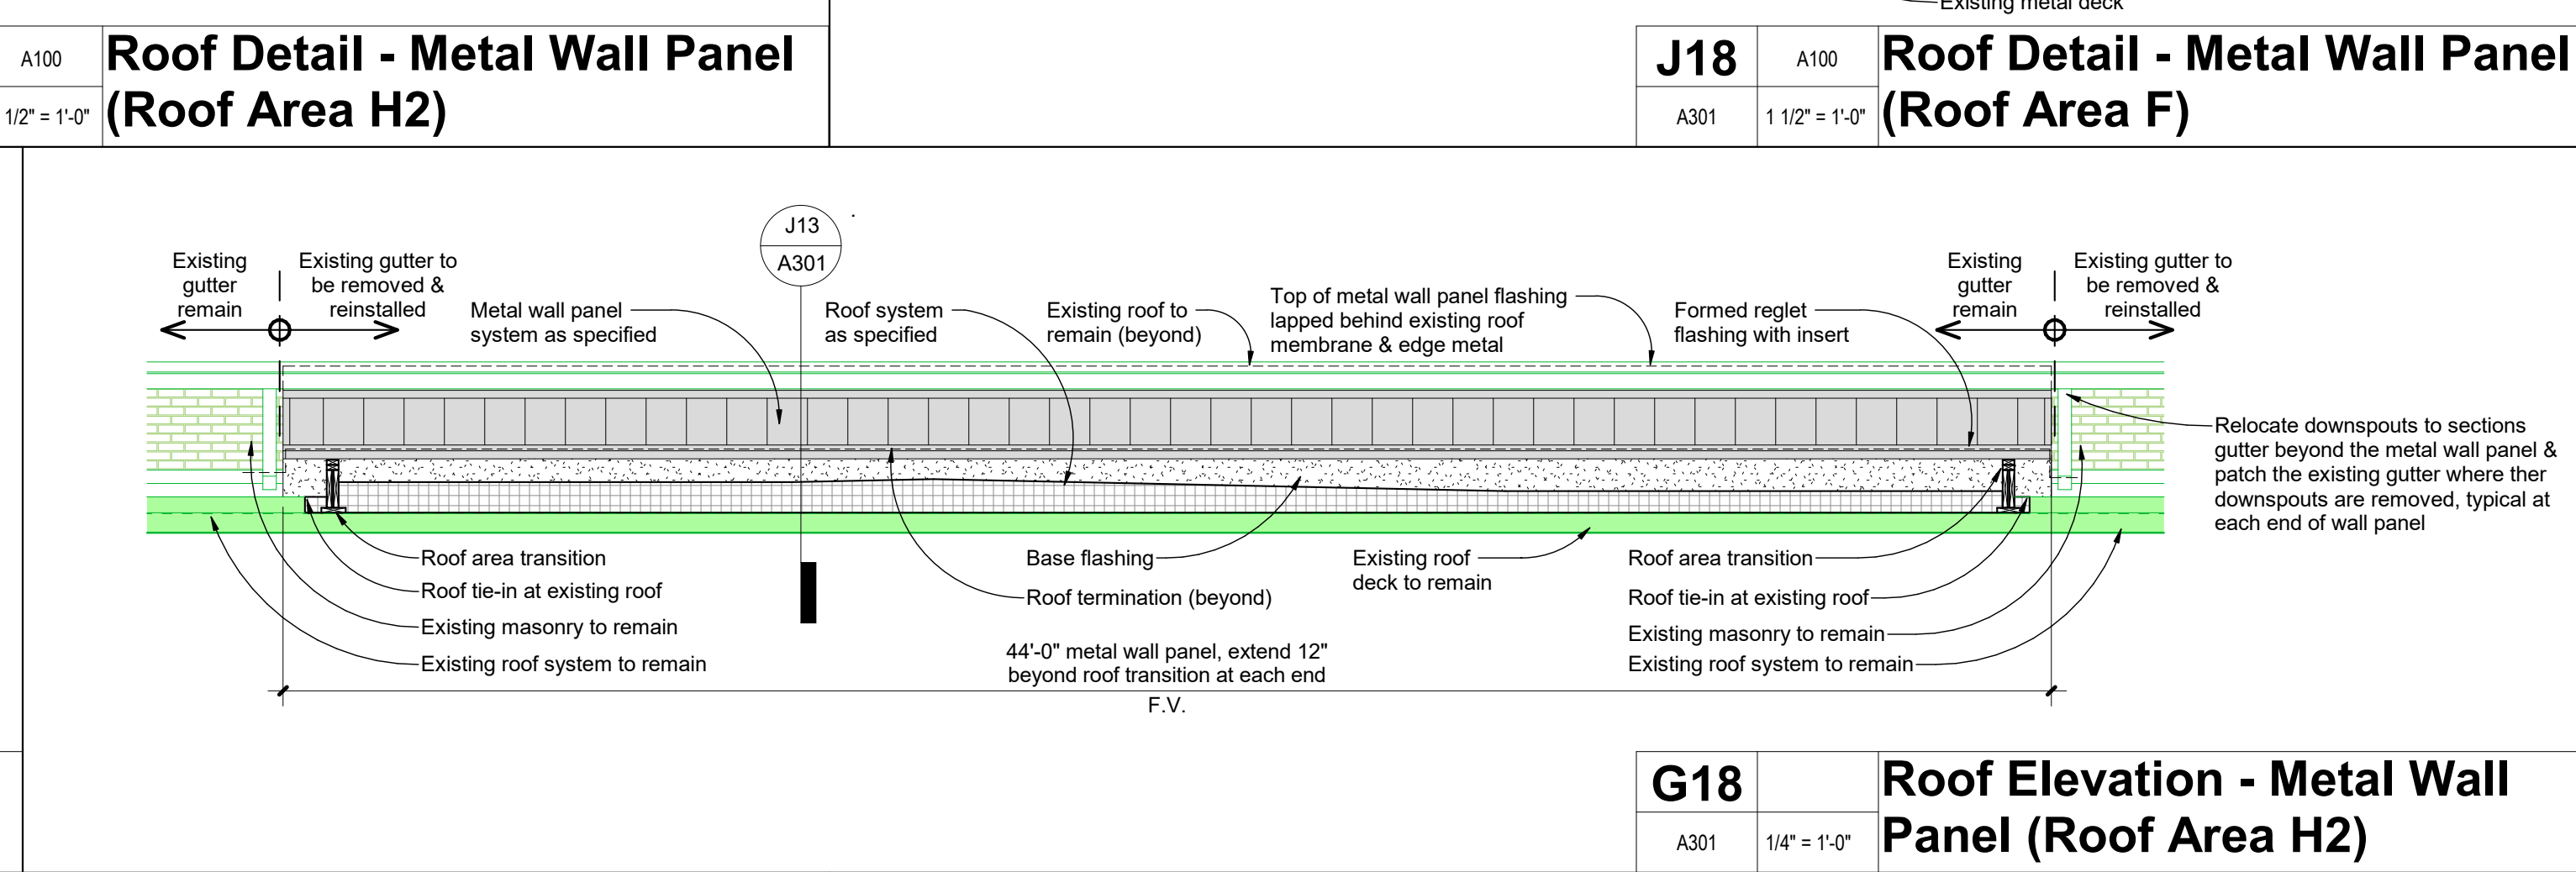 Existing metal deck
A100
Roof Detail - Metal Wall Panel
(Roof Area H2)
1/2" = 1'-0"
J18
A100
Roof Detail - Metal Wall Panel
(Roof Area F)
A301
1 1/2" = 1'-0"
J13
A301
Existing
gutter
remain
Existing gutter to
be removed &
reinstalled
Metal wall panel
system as specified
Roof system
as specified
Existing roof to
remain (beyond)
Top of metal wall panel flashing
lapped behind existing roof
membrane & edge metal
Formed reglet
flashing with insert
Existing
gutter
remain
Existing gutter to
be removed &
reinstalled
Relocate downspouts to sections
gutter beyond the metal wall panel &
patch the existing gutter where ther
downspouts are removed, typical at
each end of wall panel
Roof area transition
Roof tie-in at existing roof
Existing masonry to remain
Existing roof system to remain
Base flashing
Roof termination (beyond)
Existing roof
deck to remain
Roof area transition
Roof tie-in at existing roof
Existing masonry to remain
Existing roof system to remain
44'-0" metal wall panel, extend 12"
beyond roof transition at each end
F.V.
G18
Roof Elevation - Metal Wall
Panel (Roof Area H2)
A301
1/4" = 1'-0"